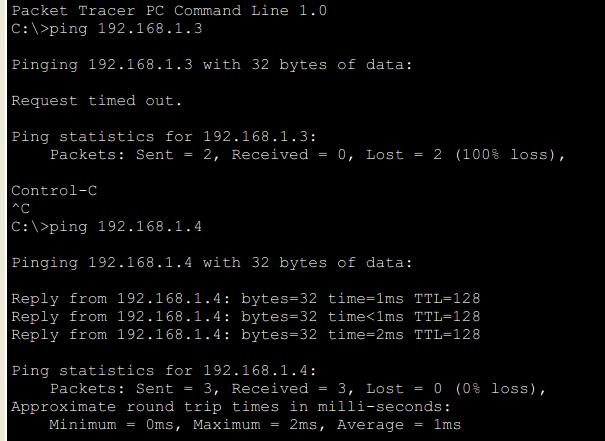 Packet Tracer PC Command Line 1.0
C:\>ping 192.168.1.3
Pinging 192.168.1.3 with 32 bytes of data:
Request timed out.
Ping statistics for 192.168.1.3:
    Packets: Sent = 2, Received = 0, Lost = 2 (100% loss),
Control-C
^C
C:\>ping 192.168.1.4
Pinging 192.168.1.4 with 32 bytes of data:
Reply from 192.168.1.4: bytes=32 time=1ms TTL=128
Reply from 192.168.1.4: bytes=32 time<1ms TTL=128
Reply from 192.168.1.4: bytes=32 time=2ms TTL=128
Ping statistics for 192.168.1.4:
    Packets: Sent = 3, Received = 3, Lost = 0 (0% loss),
Approximate round trip times in milli-seconds:
    Minimum = 0ms, Maximum = 2ms, Average = 1ms